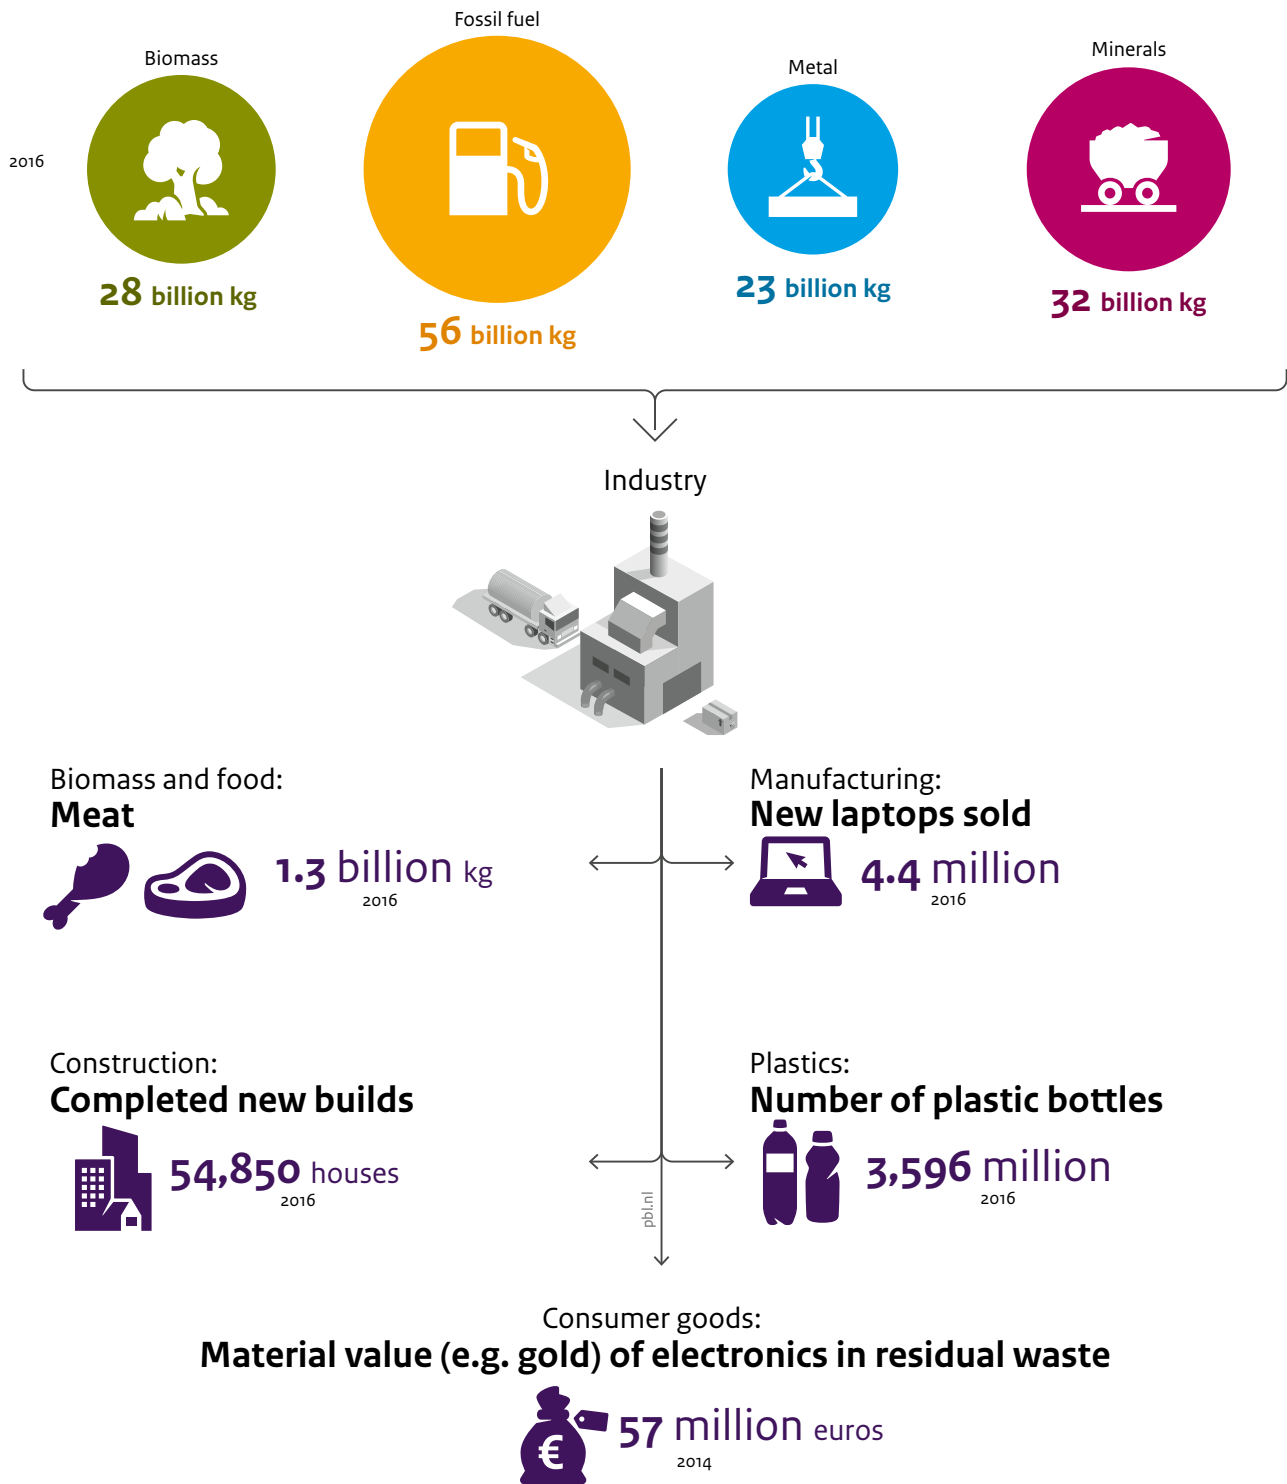 Fossil fuel
Biomass
Metal
Minerals
2016
28 billion kg
56 billion kg
23 billion kg
32 billion kg
Industry
Biomass and food:
Meat
1.3 billion kg
2016
Manufacturing:
New laptops sold
4.4 million
2016
Construction:
Completed new builds
54,850 houses
2016
Plastics:
Number of plastic bottles
3,596 million
2016
pbl.nl
Consumer goods:
Material value (e.g. gold) of electronics in residual waste
€
57 million euros
2014